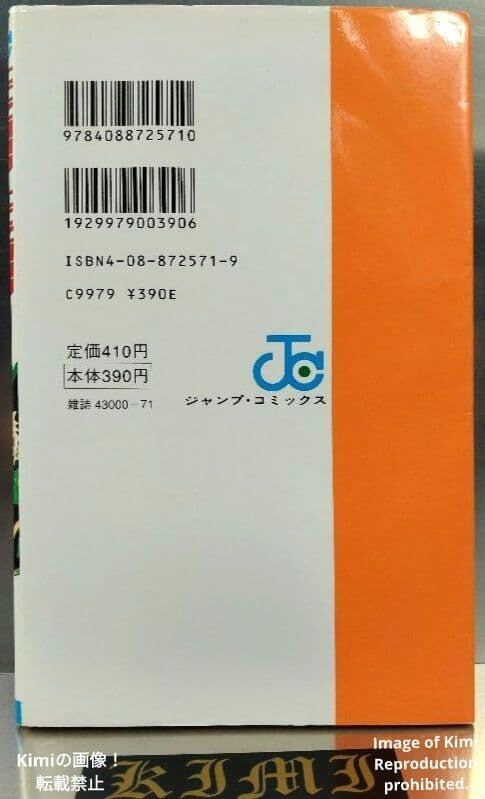 9784088725710
1929979003906
ISBN4-08-872571-9
C9979 ¥390E
定価410円
本体390円
雑誌 43000-71
ジャンプ・コミックス
Kimiの画像！
転載禁止
KIMI
Image of Kimi
Reproduction
prohibited.